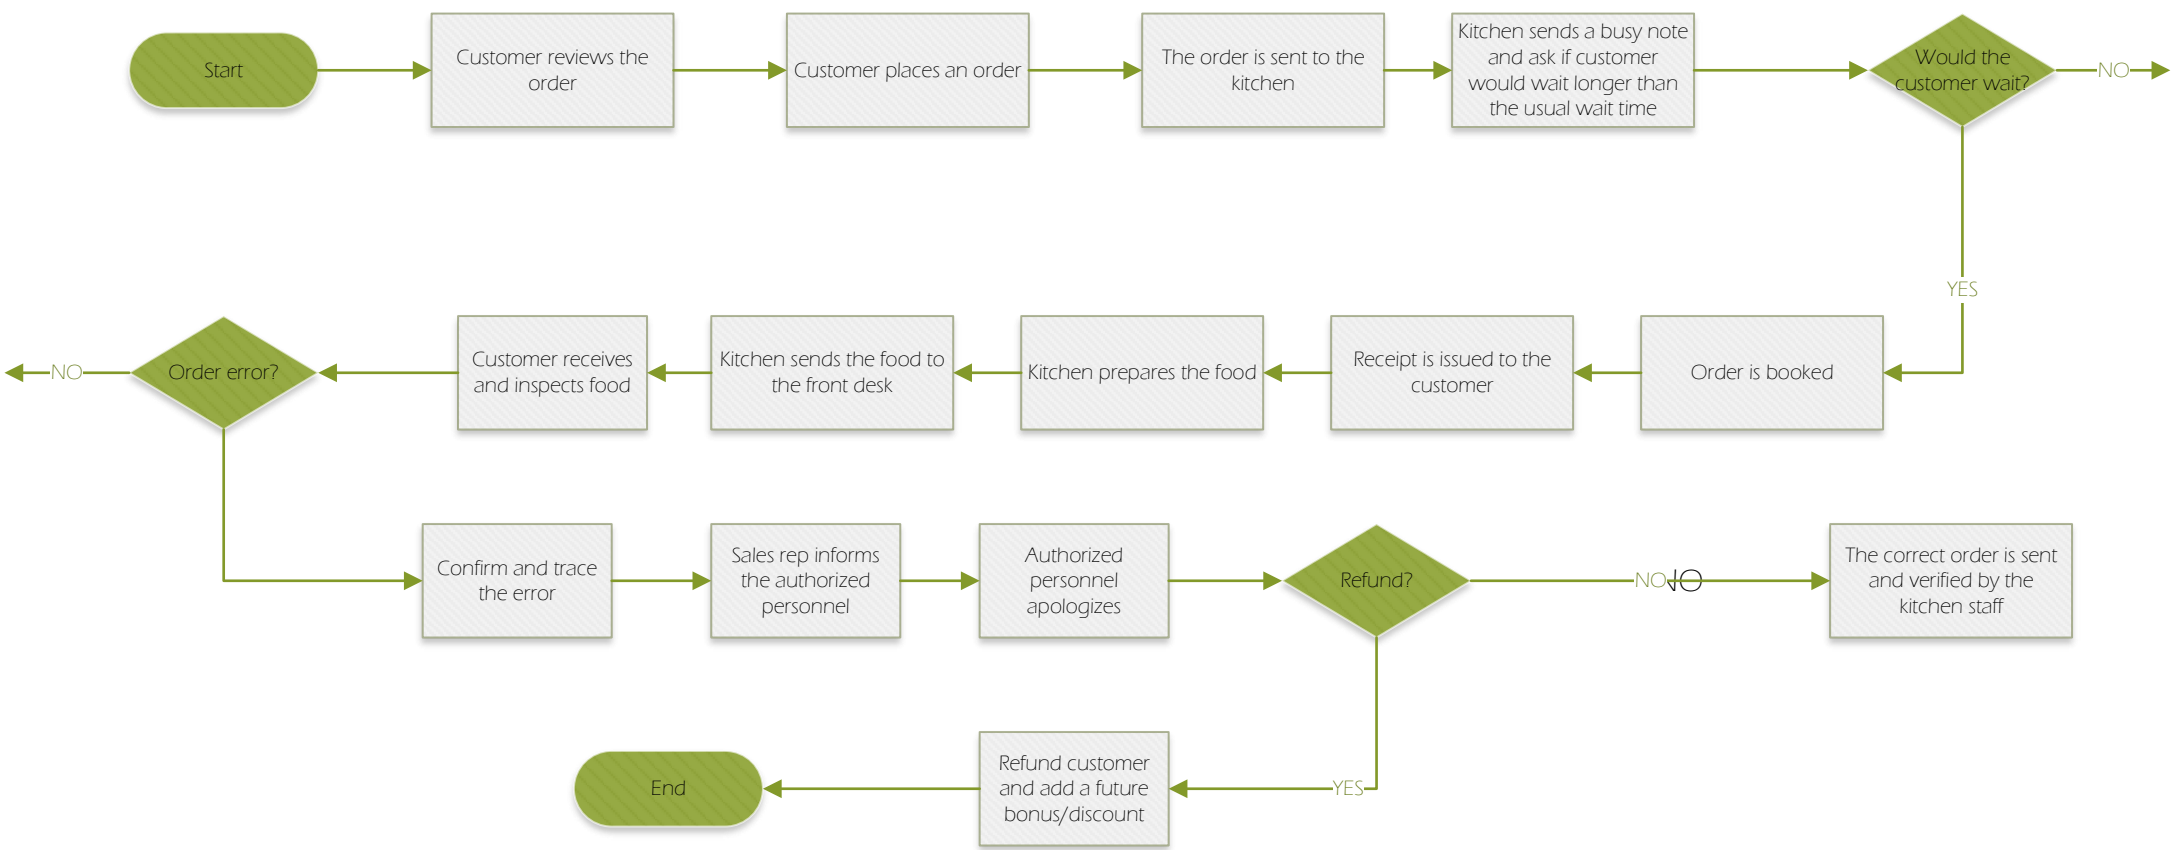 Start
Customer reviews the
order
Customer places an order
The order is sent to the
kitchen
Kitchen sends a busy note
and ask if customer
would wait longer than
the usual wait time
Would the
customer wait?
NO
YES
Order is booked
Receipt is issued to the
customer
Kitchen prepares the food
Kitchen sends the food to
the front desk
Customer receives
and inspects food
Order error?
NO
Confirm and trace
the error
Sales rep informs
the authorized
personnel
Authorized
personnel
apologizes
Refund?
NO
The correct order is sent
and verified by the
kitchen staff
YES
Refund customer
and add a future
bonus/discount
End